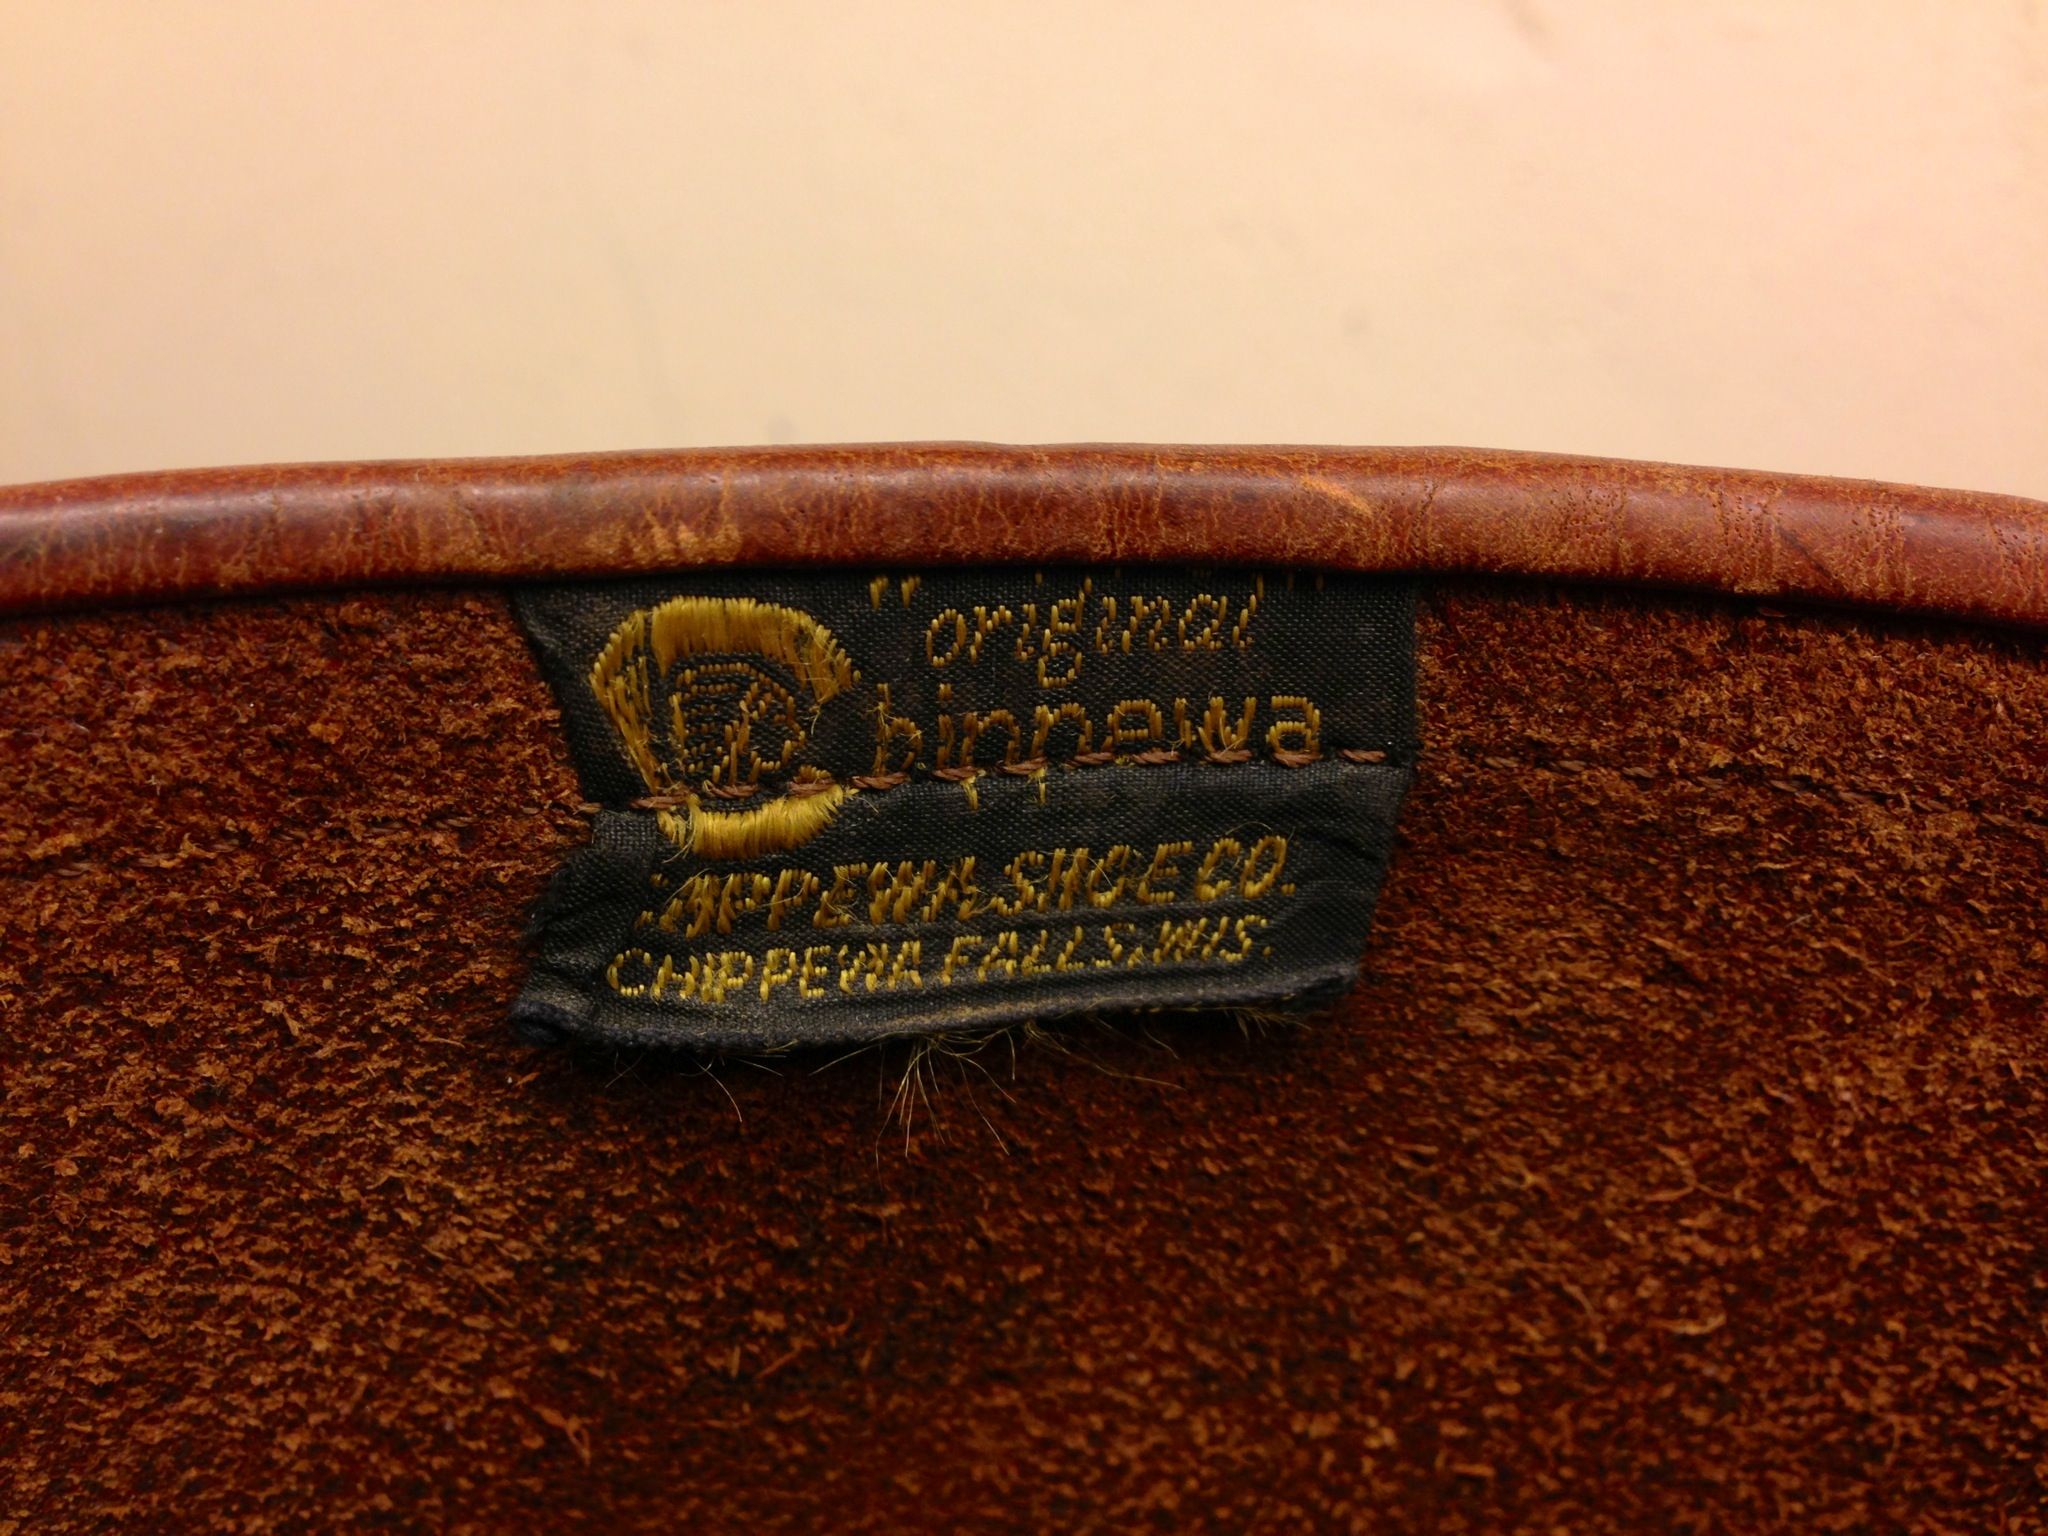 "original"
Chippewa
CHIPPEWA SHOE CO.
CHIPPEWA FALLS, WIS.